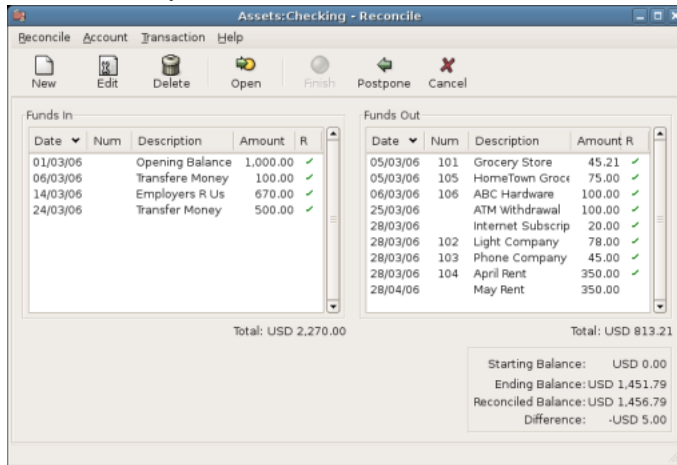 Assets:Checking - Reconcile
Reconcile Account Transaction Help
New Edit Delete Open Finish Postpone Cancel
Funds In
Date Num Description Amount R
01/03/06 Opening Balance 1,000.00
06/03/06 Transfere Money 100.00
14/03/06 Employers R Us 670.00
24/03/06 Transfer Money 500.00
Total: USD 2,270.00
Funds Out
Date Num Description Amount R
05/03/06 101 Grocery Store 45.21
05/03/06 105 HomeTown Groce 75.00
06/03/06 106 ABC Hardware 100.00
25/03/06 ATM Withdrawal 100.00
28/03/06 Internet Subscrip 20.00
28/03/06 102 Light Company 78.00
28/03/06 103 Phone Company 45.00
28/03/06 104 April Rent 350.00
28/04/06 May Rent 350.00
Total: USD 813.21
Starting Balance: USD 0.00
Ending Balance: USD 1,451.79
Reconciled Balance: USD 1,456.79
Difference: -USD 5.00